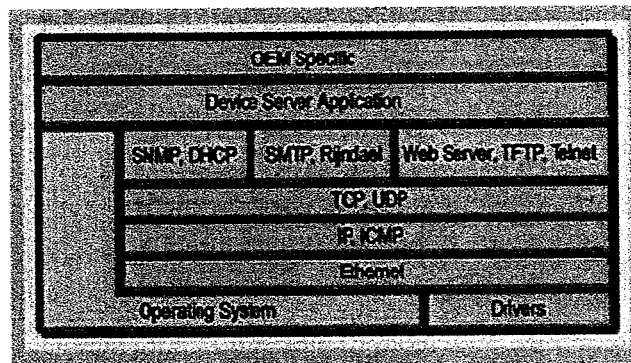 OEM Specific
Device Server Application
SNMP, DHCP SMTP, Rijndael Web Server, TFTP, Telnet
TCP, UDP
IP, ICMP
Ethernet
Operating System Drivers